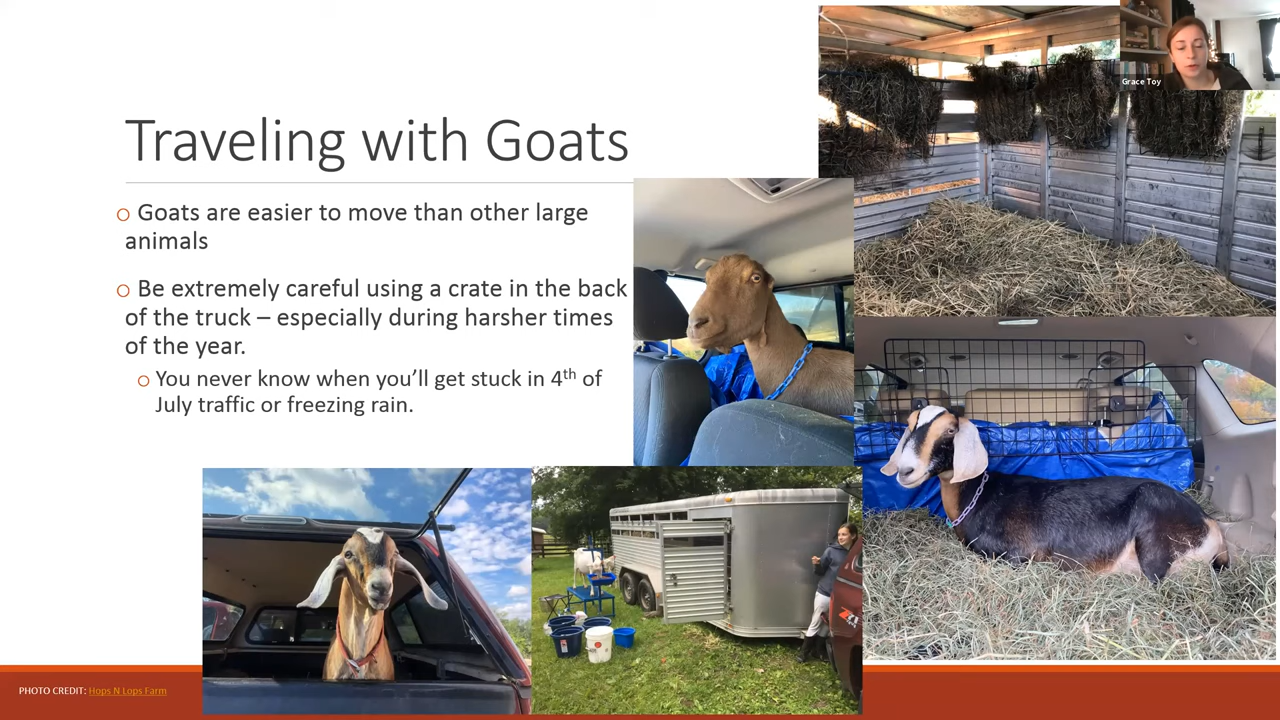 Grace Toy
Traveling with Goats
o Goats are easier to move than other large
animals
o Be extremely careful using a crate in the back
of the truck – especially during harsher times
of the year.
o You never know when you’ll get stuck in 4th of
July traffic or freezing rain.
PHOTO CREDIT: Hops N Lops Farm